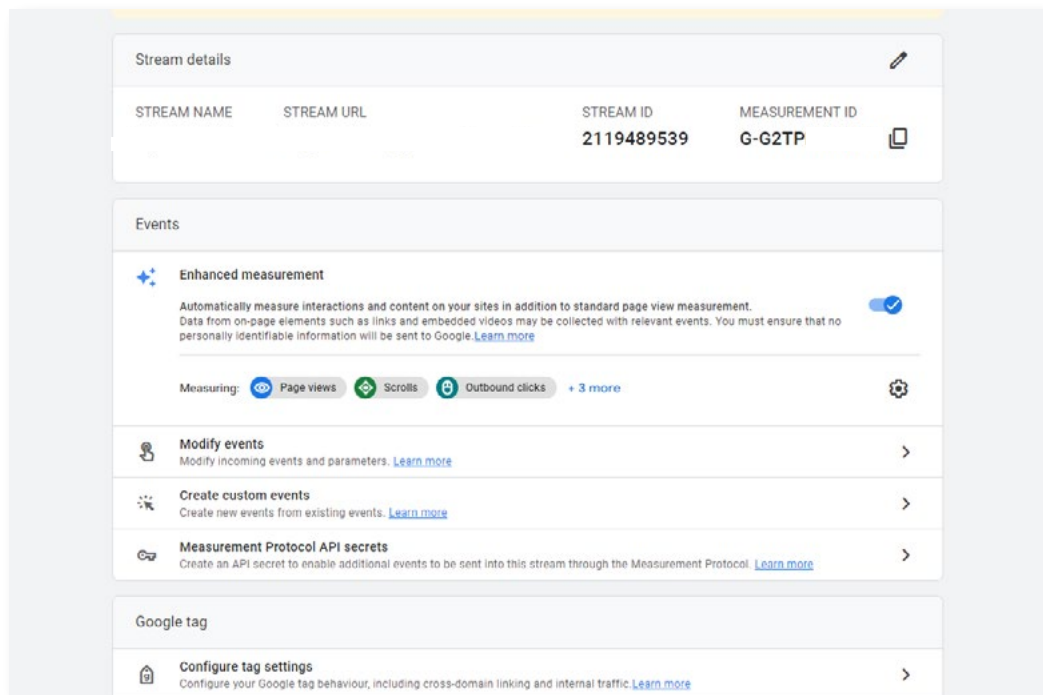 Stream details
STREAM NAME STREAM URL STREAM ID MEASUREMENT ID
2119489539 G-G2TP
Events
Enhanced measurement
Automatically measure interactions and content on your sites in addition to standard page view measurement.
Data from on-page elements such as links and embedded videos may be collected with relevant events. You must ensure that no
personally identifiable information will be sent to Google.Learn more
Measuring: Page views Scrolls Outbound clicks + 3 more
Modify events
Modify incoming events and parameters. Learn more
Create custom events
Create new events from existing events. Learn more
Measurement Protocol API secrets
Create an API secret to enable additional events to be sent into this stream through the Measurement Protocol. Learn more
Google tag
Configure tag settings
Configure your Google tag behaviour, including cross-domain linking and internal traffic.Learn more